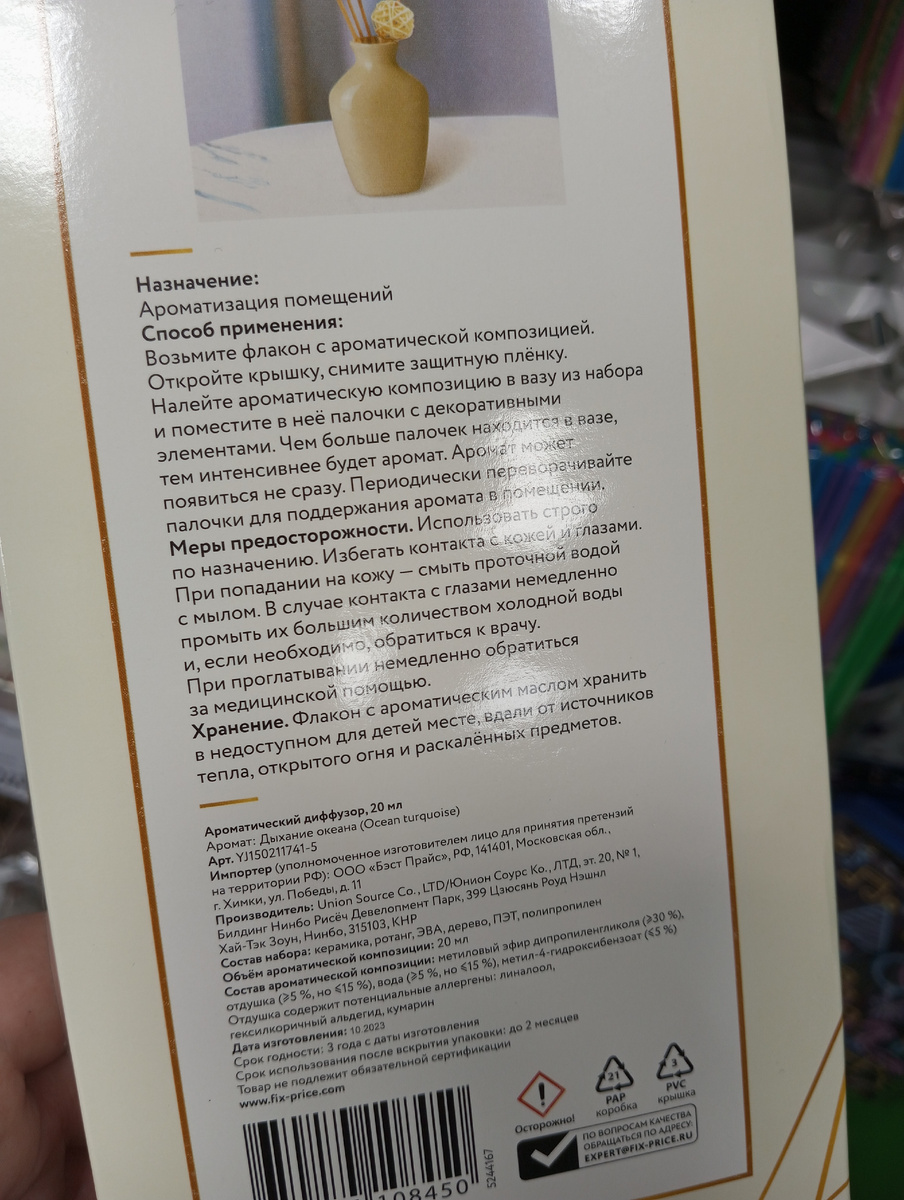 Назначение:
Ароматизация помещений
Способ применения:
Возьмите флакон с ароматической композицией.
Откройте крышку, снимите защитную плёнку.
Налейте ароматическую композицию в вазу из набора
и поместите в неё палочки с декоративными
элементами. Чем больше палочек находится в вазе,
тем интенсивнее будет аромат. Аромат может
появиться не сразу. Периодически переворачивайте
палочки для поддержания аромата в помещении.
Меры предосторожности. Использовать строго
по назначению. Избегать контакта с кожей и глазами.
При попадании на кожу — смыть проточной водой
с мылом. В случае контакта с глазами немедленно
промыть их большим количеством холодной воды
и, если необходимо, обратиться к врачу.
При проглатывании немедленно обратиться
за медицинской помощью.
Хранение. Флакон с ароматическим маслом хранить
в недоступном для детей месте, вдали от источников
тепла, открытого огня и раскалённых предметов.
Ароматический диффузор, 20 мл
Аромат: Дыхание океана (Ocean turquoise)
Арт. YJ150211741-5
Импортер (уполномоченное изготовителем лицо для принятия претензий
на территории РФ): ООО «Бэст Прайс», РФ, 141401, Московская обл.,
г. Химки, ул. Победы, д. 11
Производитель: Union Source Co., LTD/Юнион Соурс Ко., ЛТД, эт. 20, № 1,
Билдинг Нинбо Рисёч Девелопмент Парк, 399 Цзюсянь Роуд Нэшнл
Хай-Тэк Зоун, Нинбо, 315103, КНР
Состав набора: керамика, ротанг, ЭВА, дерево, ПЭТ, полипропилен
Объём ароматической композиции: 20 мл
Состав ароматической композиции: метиловый эфир дипропиленгликоля (≥30 %),
отдушка (≥5 %, но ≤15 %), вода (≥5 %, но ≤15 %), метил-4-гидроксибензоат (≤5 %)
Отдушка содержит потенциальные аллергены: линалоол,
гексилкоричный альдегид, кумарин
Дата изготовления: 10.2023
Срок годности: 3 года с даты изготовления
Срок использования после вскрытия упаковки: до 2 месяцев
Товар не подлежит обязательной сертификации
www.fix-price.com
Осторожно!
21
PAP
коробка
3
PVC
крышка
ПО ВОПРОСАМ КАЧЕСТВА
ОБРАЩАТЬСЯ ПО АДРЕСУ:
EXPERT@FIX-PRICE.RU
5244167
108450